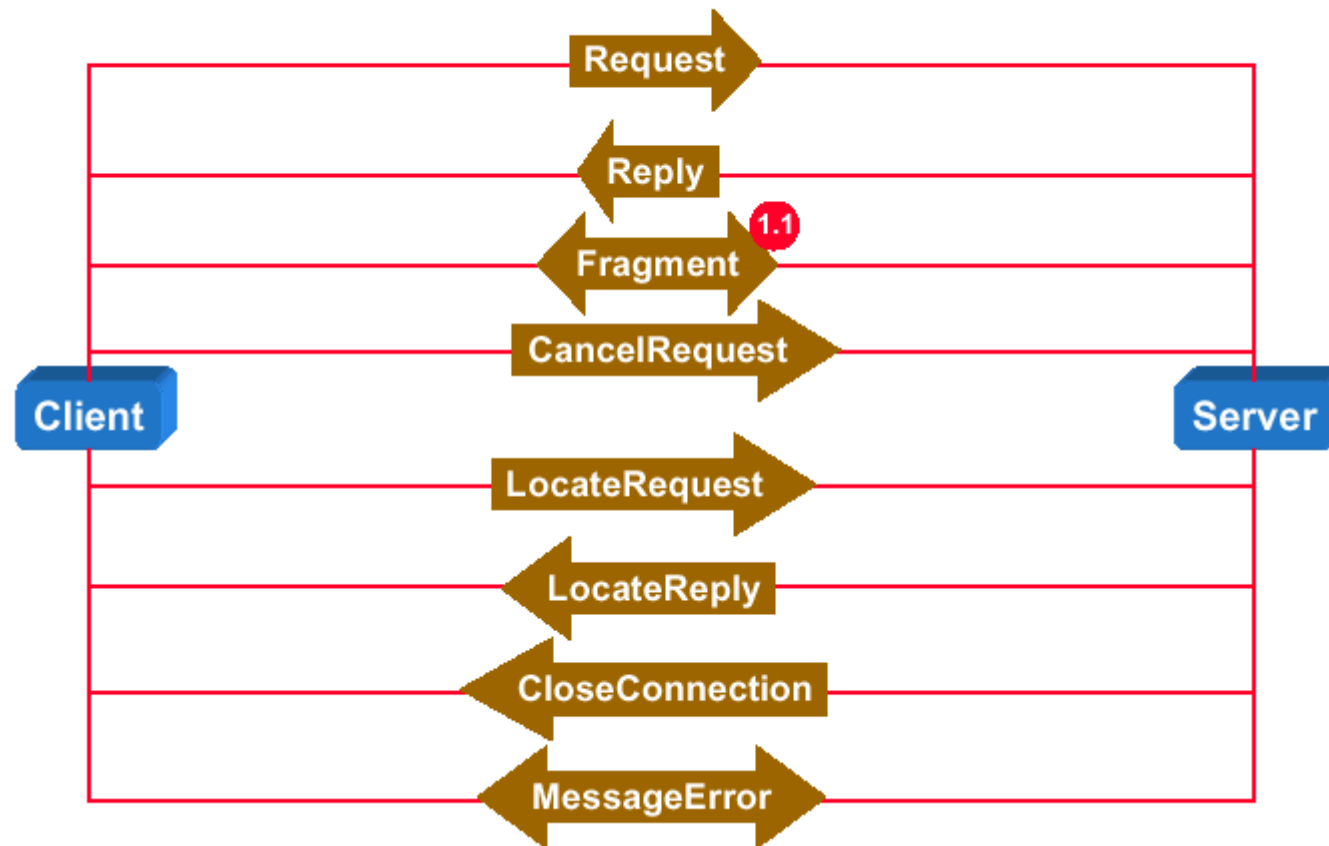 Request
Reply
1.1
Fragment
CancelRequest
Client
Server
LocateRequest
LocateReply
CloseConnection
MessageError